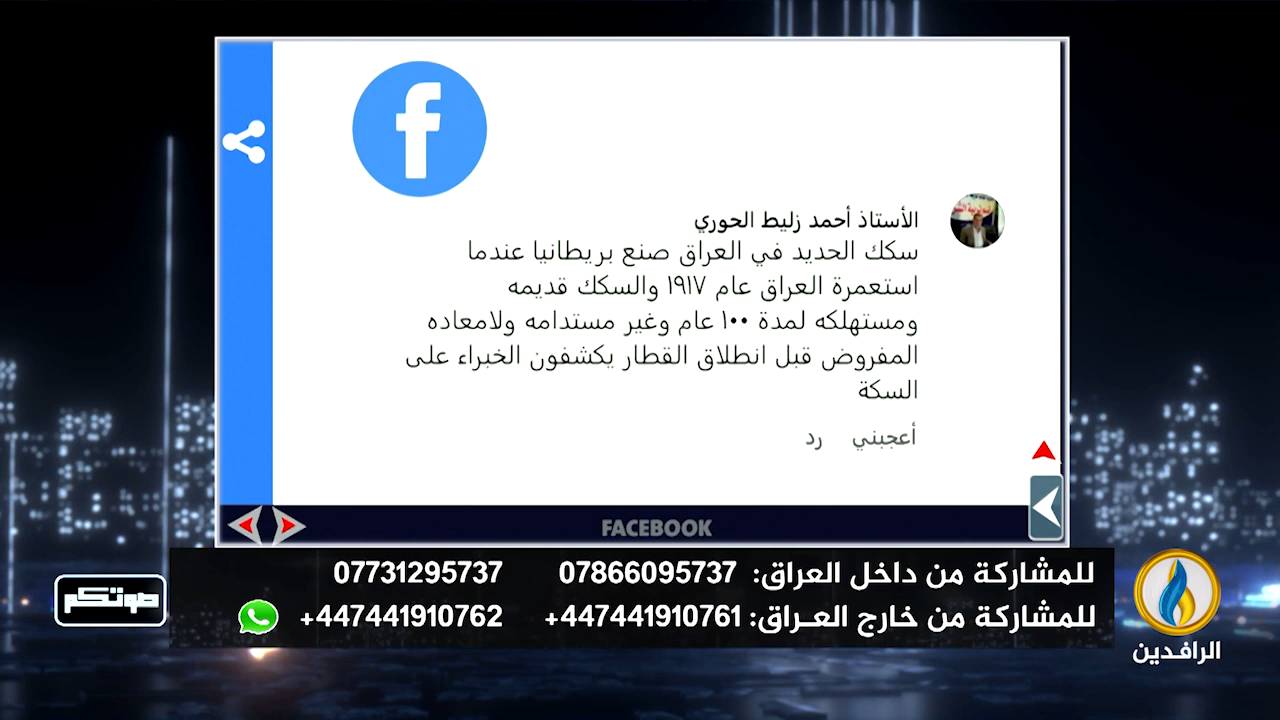 الأستاذ أحمد زليط الحوري
سكك الحديد في العراق صنع بريطانيا عندما
استعمرة العراق عام ١٩١٧ والسكك قديمه
ومستهلكه لمدة ١٠٠ عام وغير مستدامه ولامعاده
المفروض قبل انطلاق القطار يكشفون الخبراء على
السكة
أعجبني رد
FACEBOOK
للمشاركة من داخل العراق: 07866095737 07731295737
للمشاركة من خارج العـراق: 447441910761+ 447441910762+
صوتكم
الرافدين